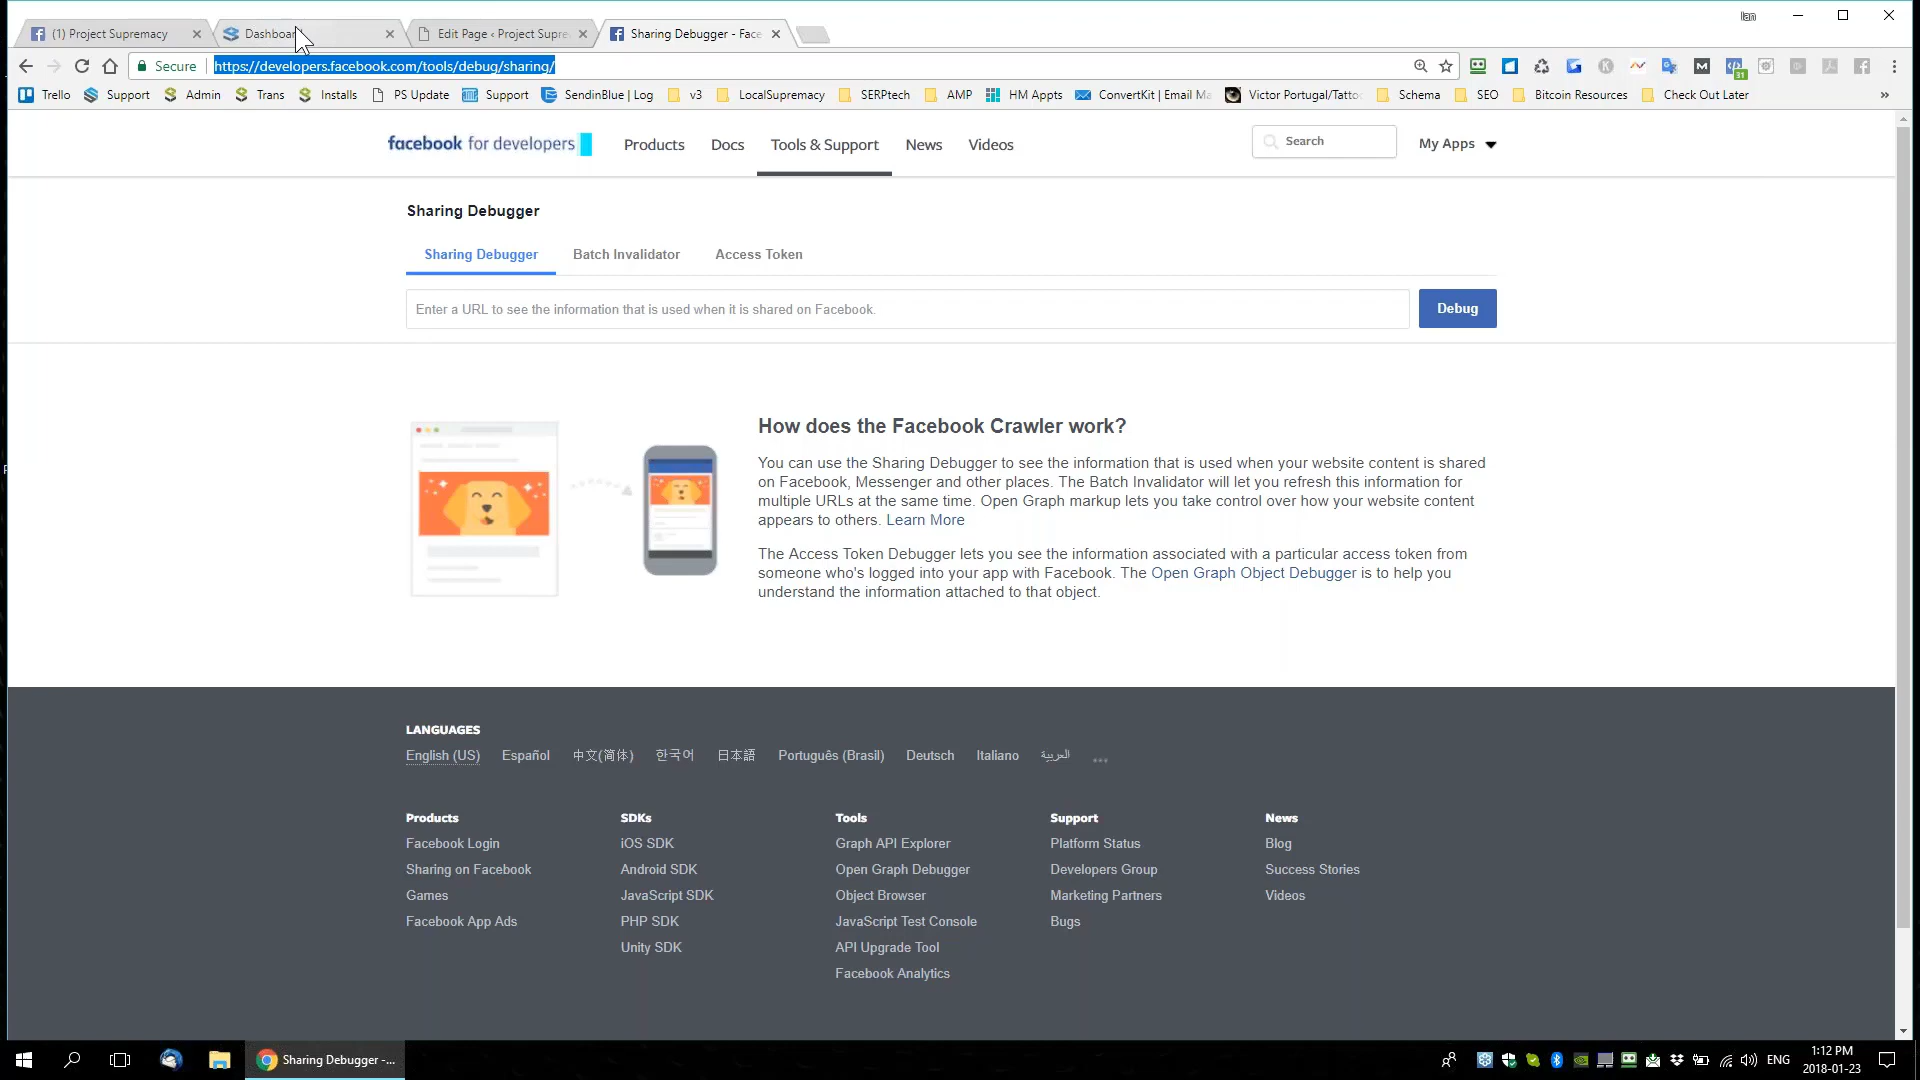 Ian
(1) Project Supremacy
Dashboar
Edit Page ‹ Project Supre
Sharing Debugger - Face
Secure
https://developers.facebook.com/tools/debug/sharing/
Trello
Support
Admin
Trans
Installs
PS Update
Support
SendinBlue | Log
v3
LocalSupremacy
SERPtech
AMP
HM Appts
ConvertKit | Email Ma
Victor Portugal/Tatto
Schema
SEO
Bitcoin Resources
Check Out Later
»
facebook for developers
Products
Docs
Tools & Support
News
Videos
Search
My Apps
Sharing Debugger
Sharing Debugger
Batch Invalidator
Access Token
Enter a URL to see the information that is used when it is shared on Facebook.
Debug
How does the Facebook Crawler work?
You can use the Sharing Debugger to see the information that is used when your website content is shared
on Facebook, Messenger and other places. The Batch Invalidator will let you refresh this information for
multiple URLs at the same time. Open Graph markup lets you take control over how your website content
appears to others. Learn More
The Access Token Debugger lets you see the information associated with a particular access token from
someone who's logged into your app with Facebook. The Open Graph Object Debugger is to help you
understand the information attached to that object.
LANGUAGES
English (US)
Español
中文(简体)
한국어
日本語
Português (Brasil)
Deutsch
Italiano
العربية
...
Products
Facebook Login
Sharing on Facebook
Games
Facebook App Ads
SDKs
iOS SDK
Android SDK
JavaScript SDK
PHP SDK
Unity SDK
Tools
Graph API Explorer
Open Graph Debugger
Object Browser
JavaScript Test Console
API Upgrade Tool
Facebook Analytics
Support
Platform Status
Developers Group
Marketing Partners
Bugs
News
Blog
Success Stories
Videos
Sharing Debugger -...
ENG
1:12 PM
2018-01-23